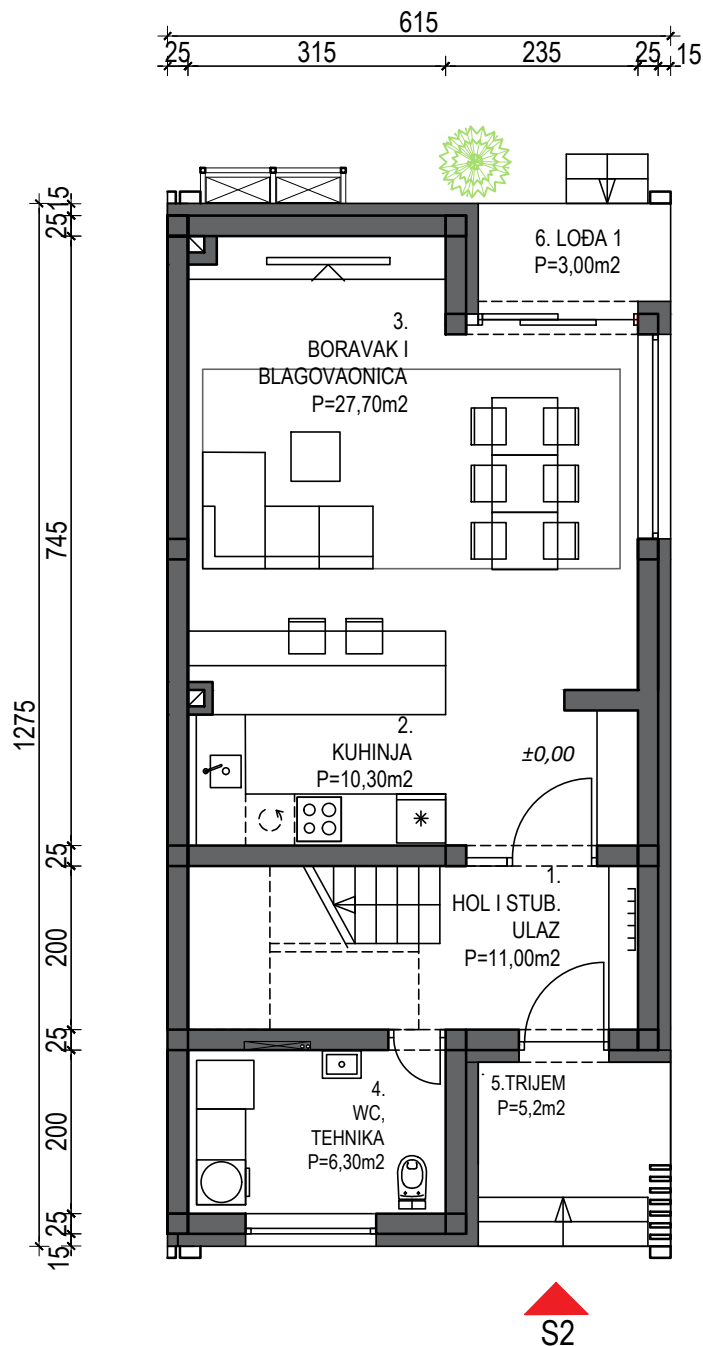 615
25 315 235 25 15
15
25
745
1275
25
200
25
200
25
15
6. LOĐA 1
P=3,00m2
3.
BORAVAK I
BLAGOVAONICA
P=27,70m2
2.
KUHINJA
P=10,30m2
±0,00
1.
HOL I STUB.
ULAZ
P=11,00m2
4.
WC,
TEHNIKA
P=6,30m2
5.TRIJEM
P=5,2m2
S2